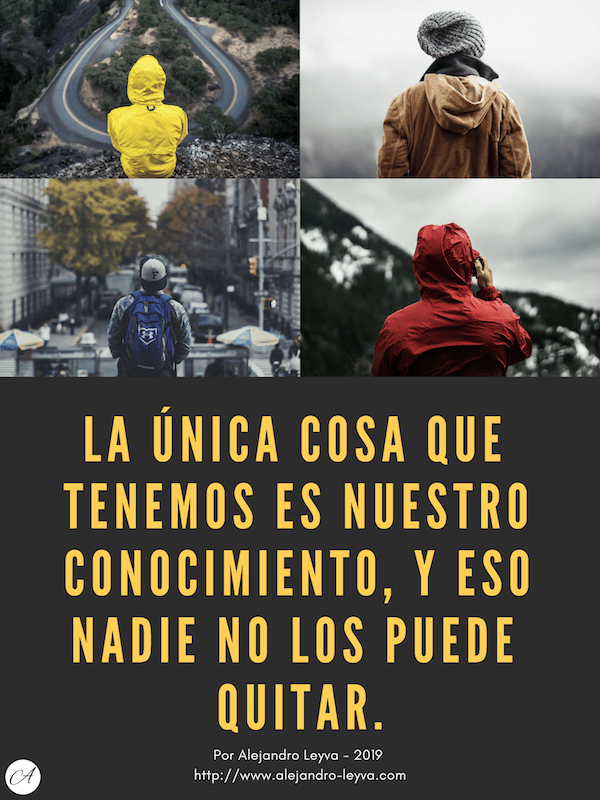 LA ÚNICA COSA QUE
TENEMOS ES NUESTRO
CONOCIMIENTO, Y ESO
NADIE NO LOS PUEDE
QUITAR.
Por Alejandro Leyva - 2019
http://www.alejandro-leyva.com